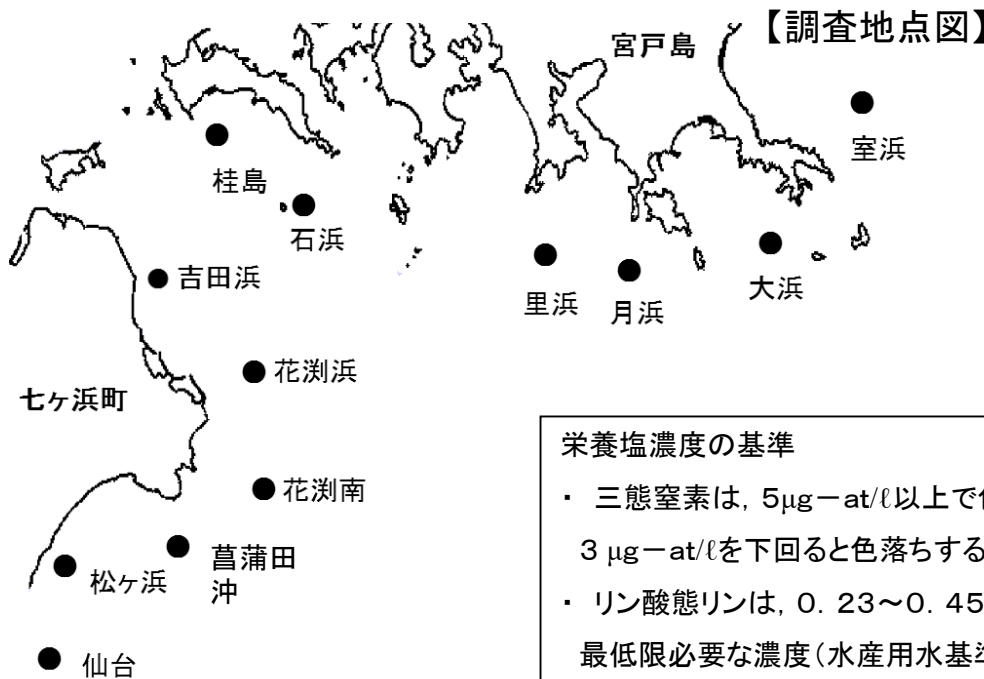 【調査地点図】
宮戸島
室浜
桂島
石浜
大浜
里浜
月浜
吉田浜
花渕浜
七ヶ浜町
花渕南
菖蒲田
沖
松ヶ浜
仙台
栄養塩濃度の基準
・ 三態窒素は, 5μg－at/ℓ以上で
3 μg－at/ℓを下回ると色落ちする
・ リン酸態リンは, 0. 23～0. 45
最低限必要な濃度(水産用水基準